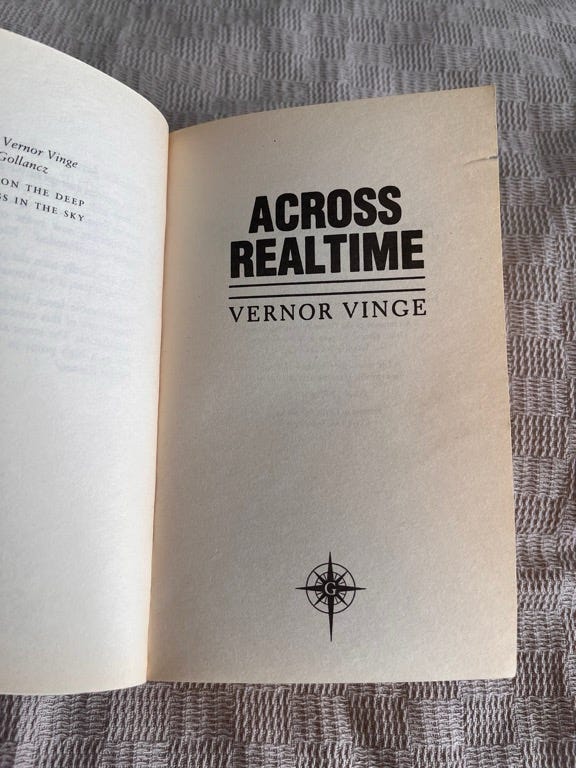 Vernor Vinge
Gollancz
ON THE DEEP
IN THE SKY
ACROSS
REALTIME
VERNOR VINGE
G